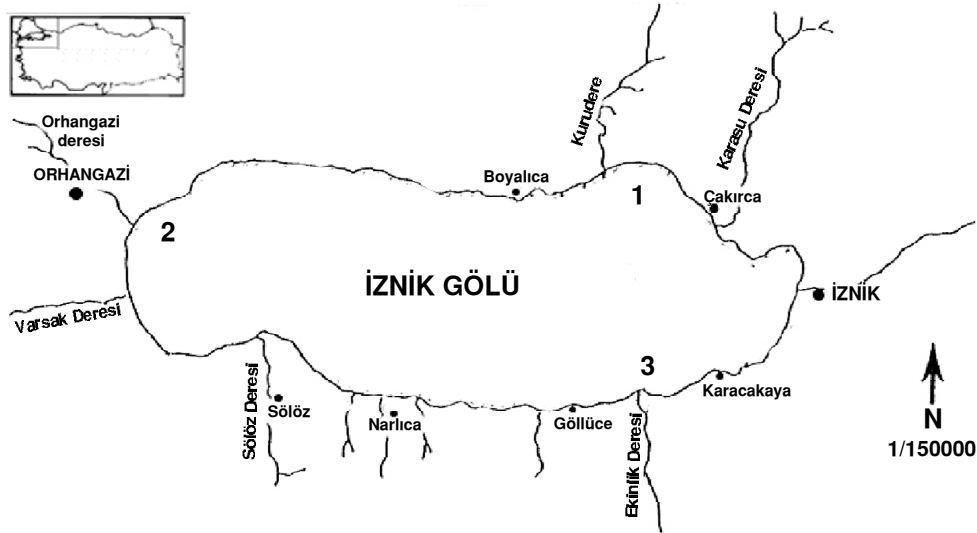 Orhangazi
deresi
ORHANGAZİ
Kurudere
Karasu Deresi
Boyalıca
1
Çakırca
2
İZNİK GÖLÜ
İZNİK
Varsak Deresi
3
Karacakaya
Sölöz Deresi
Sölöz
Narlıca
Göllüce
Ekinlik Deresi
N
1/150000